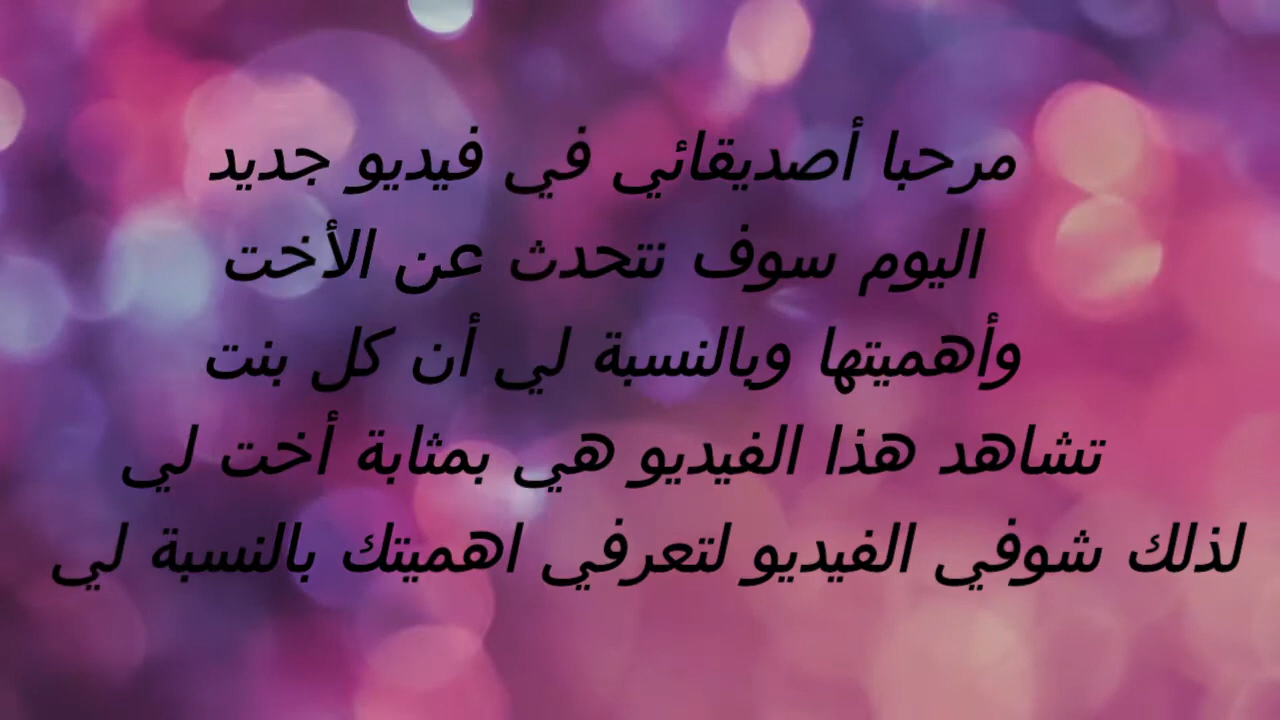 مرحبا أصديقائي في فيديو جديد
اليوم سوف نتحدث عن الأخت
وأهميتها وبالنسبة لي أن كل بنت
تشاهد هذا الفيديو هي بمثابة أخت لي
لذلك شوفي الفيديو لتعرفي اهميتك بالنسبة لي